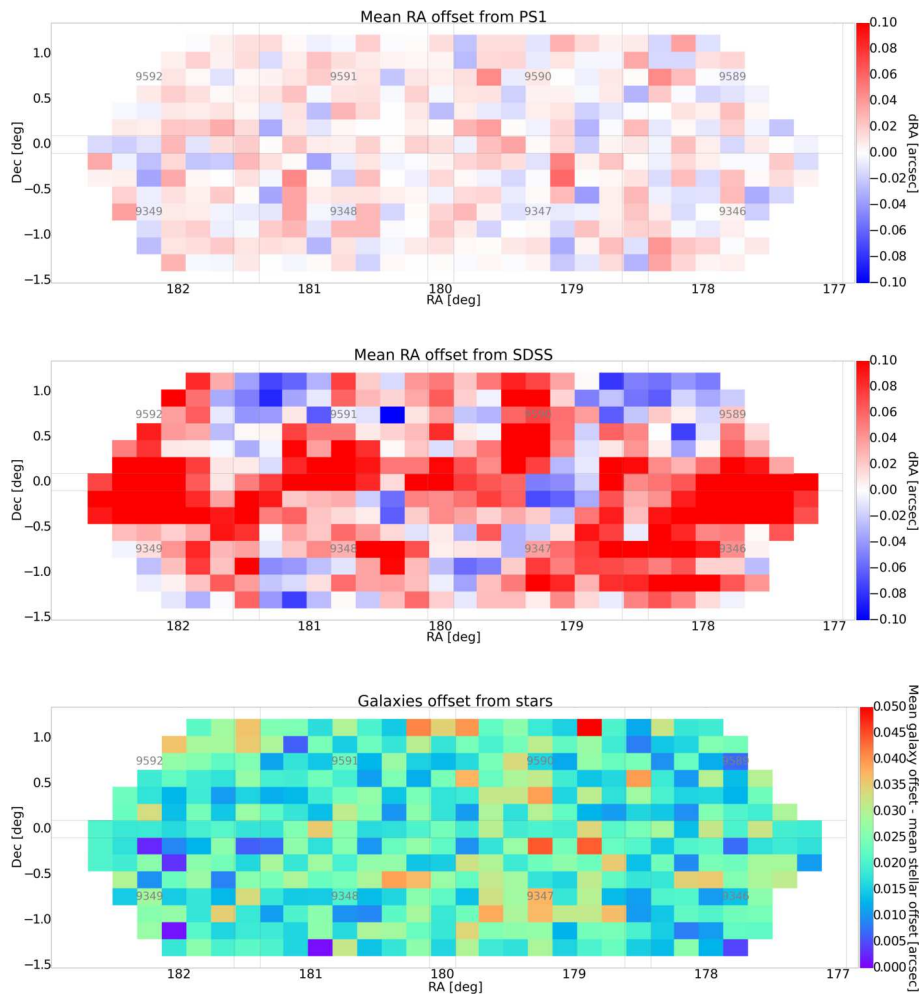 Mean RA offset from PS1
1.0
0.5
0.0
−0.5
−1.0
−1.5
Dec [deg]
9592 9591 9590 9589
9349 9348 9347 9346
182 181 180 179 178 177
RA [deg]
0.10
0.08
0.06
0.04
0.02
0.00
−0.02
−0.04
−0.06
−0.08
−0.10
dRA [arcsec]
Mean RA offset from SDSS
1.0
0.5
0.0
−0.5
−1.0
−1.5
Dec [deg]
9592 9591 9590 9589
9349 9348 9347 9346
182 181 180 179 178 177
RA [deg]
0.10
0.08
0.06
0.04
0.02
0.00
−0.02
−0.04
−0.06
−0.08
−0.10
dRA [arcsec]
Galaxies offset from stars
1.0
0.5
0.0
−0.5
−1.0
−1.5
Dec [deg]
9592 9591 9590 9589
9349 9348 9347 9346
182 181 180 179 178 177
RA [deg]
0.050
0.045
0.040
0.035
0.030
0.025
0.020
0.015
0.010
0.005
0.000
Mean galaxy offset - mean stellar offset [arcsec]